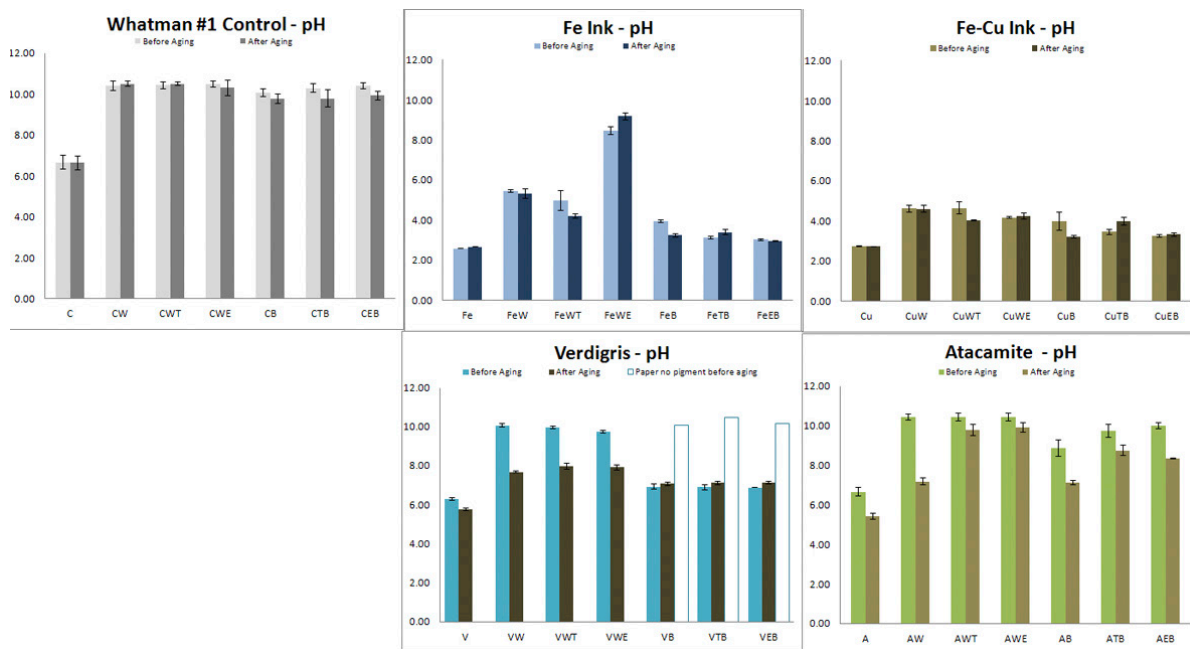 Whatman #1 Control - pH
Before Aging After Aging
12.00
10.00
8.00
6.00
4.00
2.00
0.00
C CW CWT CWE CB CTB CEB
Fe Ink - pH
Before Aging After Aging
12.00
10.00
8.00
6.00
4.00
2.00
0.00
Fe FeW FeWT FeWE FeB FeTB FeEB
Fe-Cu Ink - pH
Before Aging After Aging
12.00
10.00
8.00
6.00
4.00
2.00
0.00
Cu CuW CuWT CuWE CuB CuTB CuEB
Verdigris - pH
Before Aging After Aging Paper no pigment before aging
12.00
10.00
8.00
6.00
4.00
2.00
0.00
V VW VWT VWE VB VTB VEB
Atacamite - pH
Before Aging After Aging
12.00
10.00
8.00
6.00
4.00
2.00
0.00
A AW AWT AWE AB ATB AEB